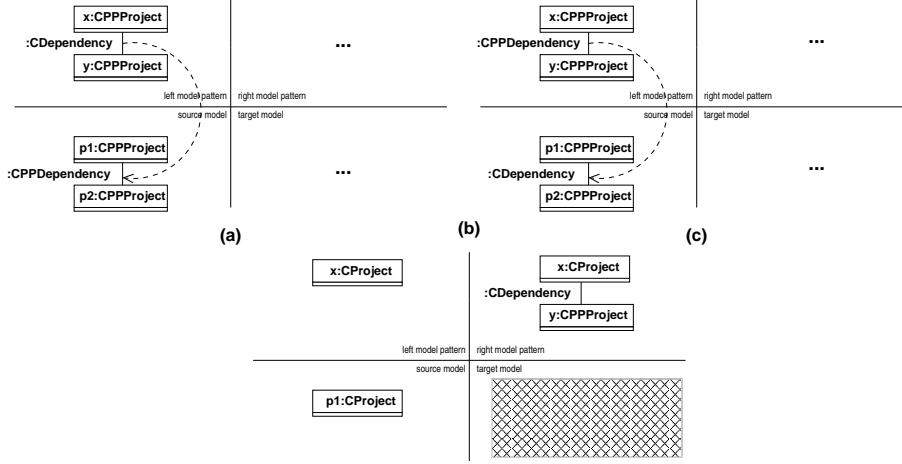 x:CPPProject
:CDependency
y:CPPProject
...
left model pattern
right model pattern
source model
target model
p1:CPPProject
:CPPDependency
p2:CPPProject
...
(a)
x:CPPProject
:CPPDependency
y:CPPProject
...
left model pattern
right model pattern
source model
target model
p1:CPPProject
:CDependency
p2:CPPProject
...
(b)
(c)
x:CProject
x:CProject
:CDependency
y:CPPProject
left model pattern
right model pattern
source model
target model
p1:CProject